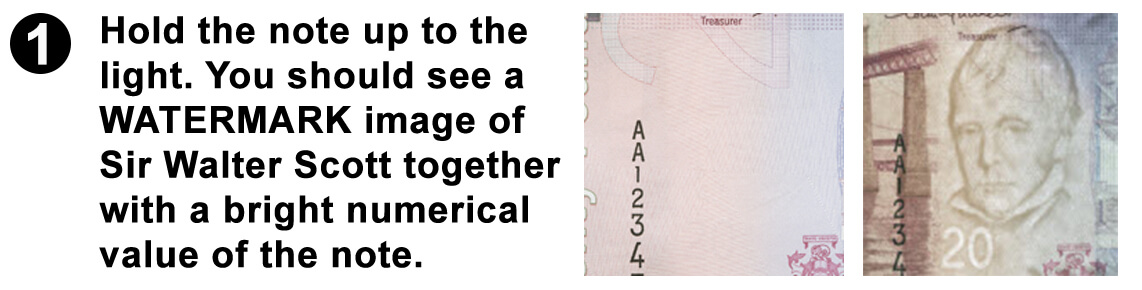 1
Hold the note up to the
light. You should see a
WATERMARK image of
Sir Walter Scott together
with a bright numerical
value of the note.
Treasurer
AA1234
Treasurer
AA1234
20